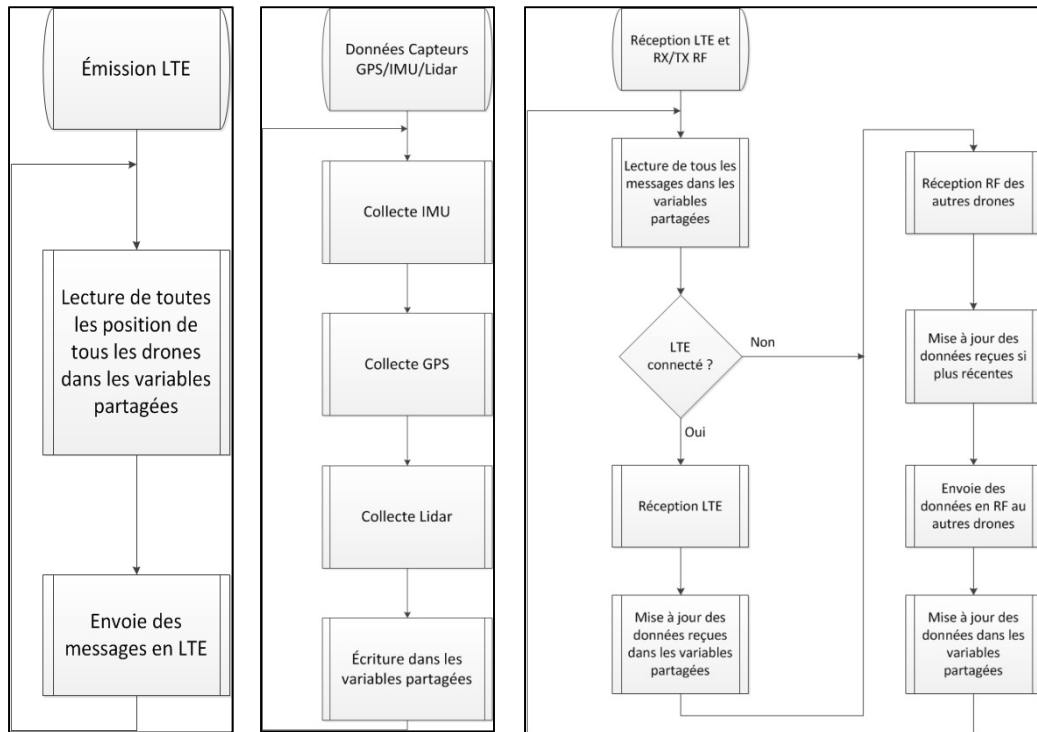 Émission LTE
Lecture de toutes
les position de
tous les drones
dans les variables
partagées
Envoie des
messages en LTE
Données Capteurs
GPS/IMU/Lidar
Collecte IMU
Collecte GPS
Collecte Lidar
Écriture dans les
variables partagées
Réception LTE et
RX/TX RF
Lecture de tous les
messages dans les
variables
partagées
LTE
connecté ?
Non
Oui
Réception LTE
Mise à jour des
données reçues
dans les variables
partagées
Réception RF des
autres drones
Mise à jour des
données reçues si
plus récentes
Envoie des
données en RF au
autres drones
Mise à jour des
données dans les
variables
partagées